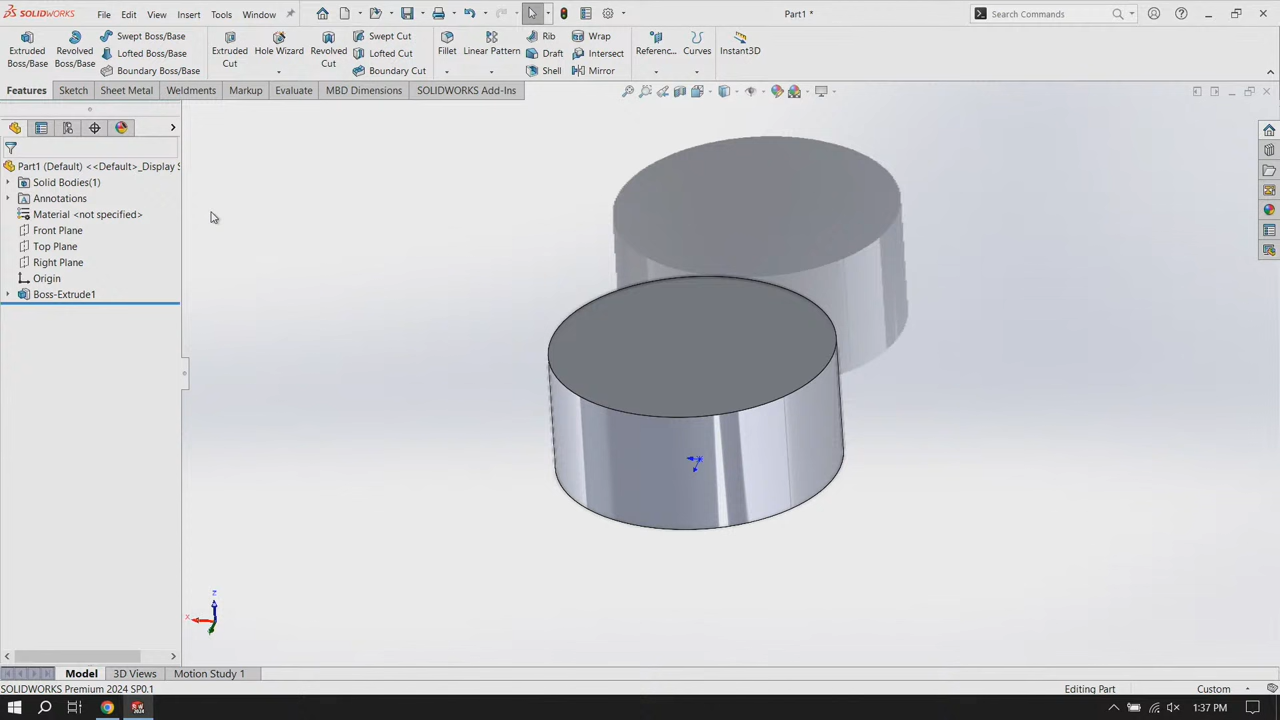 SOLIDWORKS File Edit View Insert Tools Window Part1 * Search Commands
Extruded Boss/Base Revolved Boss/Base Swept Boss/Base Lofted Boss/Base Boundary Boss/Base Extruded Cut Hole Wizard Revolved Cut Swept Cut Lofted Cut Boundary Cut Fillet Linear Pattern Rib Draft Shell Wrap Intersect Mirror Referenc... Curves Instant3D
Features Sketch Sheet Metal Weldments Markup Evaluate MBD Dimensions SOLIDWORKS Add-Ins
Part1 (Default) <<Default>_Display S
Solid Bodies(1)
Annotations
Material <not specified>
Front Plane
Top Plane
Right Plane
Origin
Boss-Extrude1
z
x
Model 3D Views Motion Study 1
SOLIDWORKS Premium 2024 SP0.1 Editing Part Custom
1:37 PM